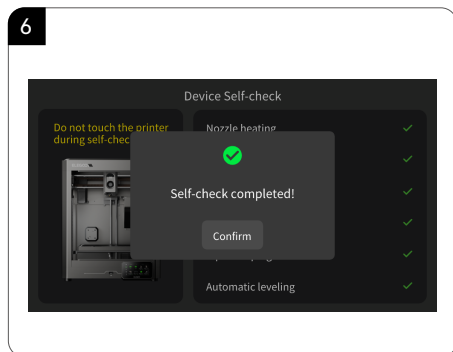 6
Device Self-check
Do not touch the printer
during self-chec
Nozzle heating
Self-check completed!
Confirm
Automatic leveling